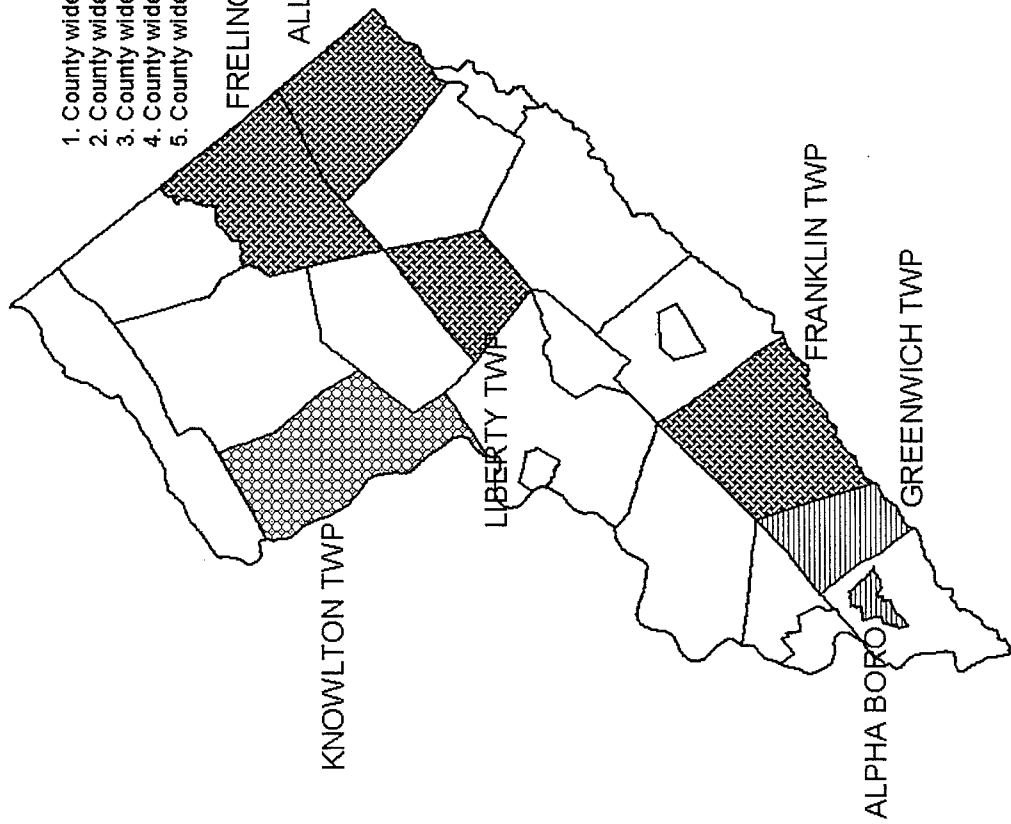 1. County wide
2. County wide
3. County wide
4. County wide
5. County wide
FRELING
ALL
KNOWLTON TWP
LIBERTY TWP
FRANKLIN TWP
GREENWICH TWP
ALPHA BORO